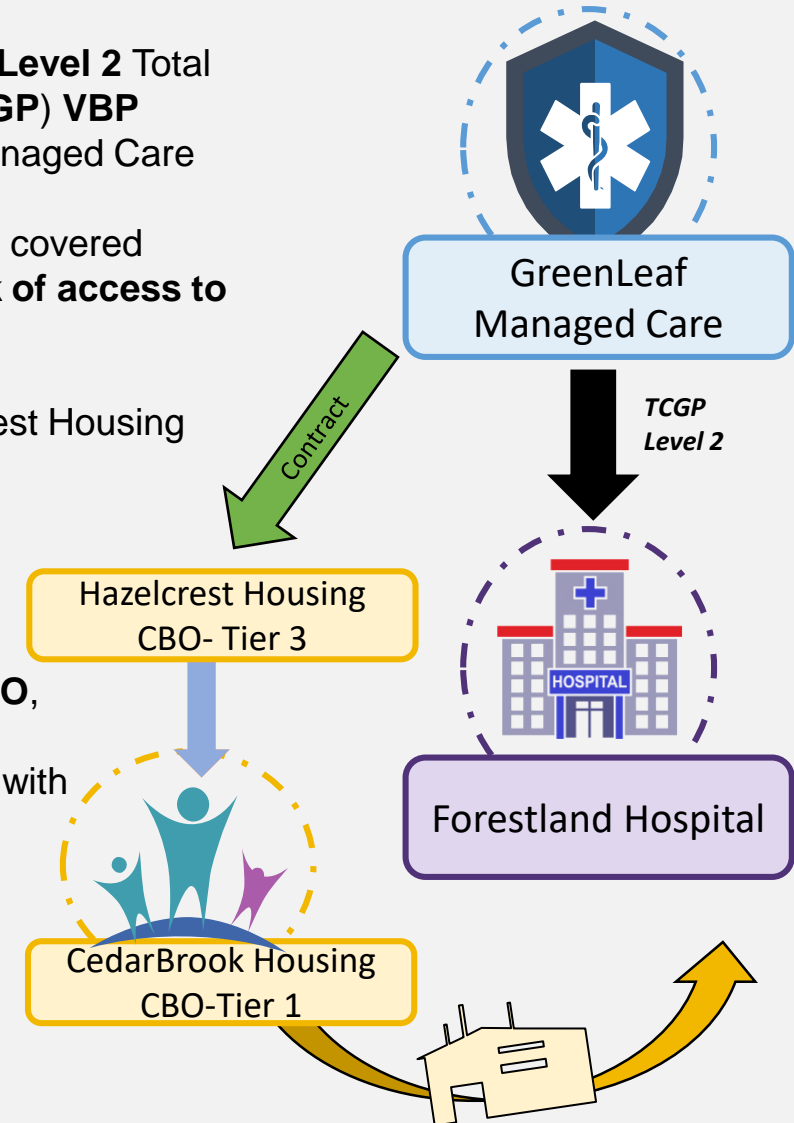 Level 2 Total
GP) VBP
naged Care
covered
k of access to
est Housing
O,
with
GreenLeaf
Managed Care
Contract
TCGP
Level 2
Hazelcrest Housing
CBO- Tier 3
HOSPITAL
Forestland Hospital
CedarBrook Housing
CBO-Tier 1